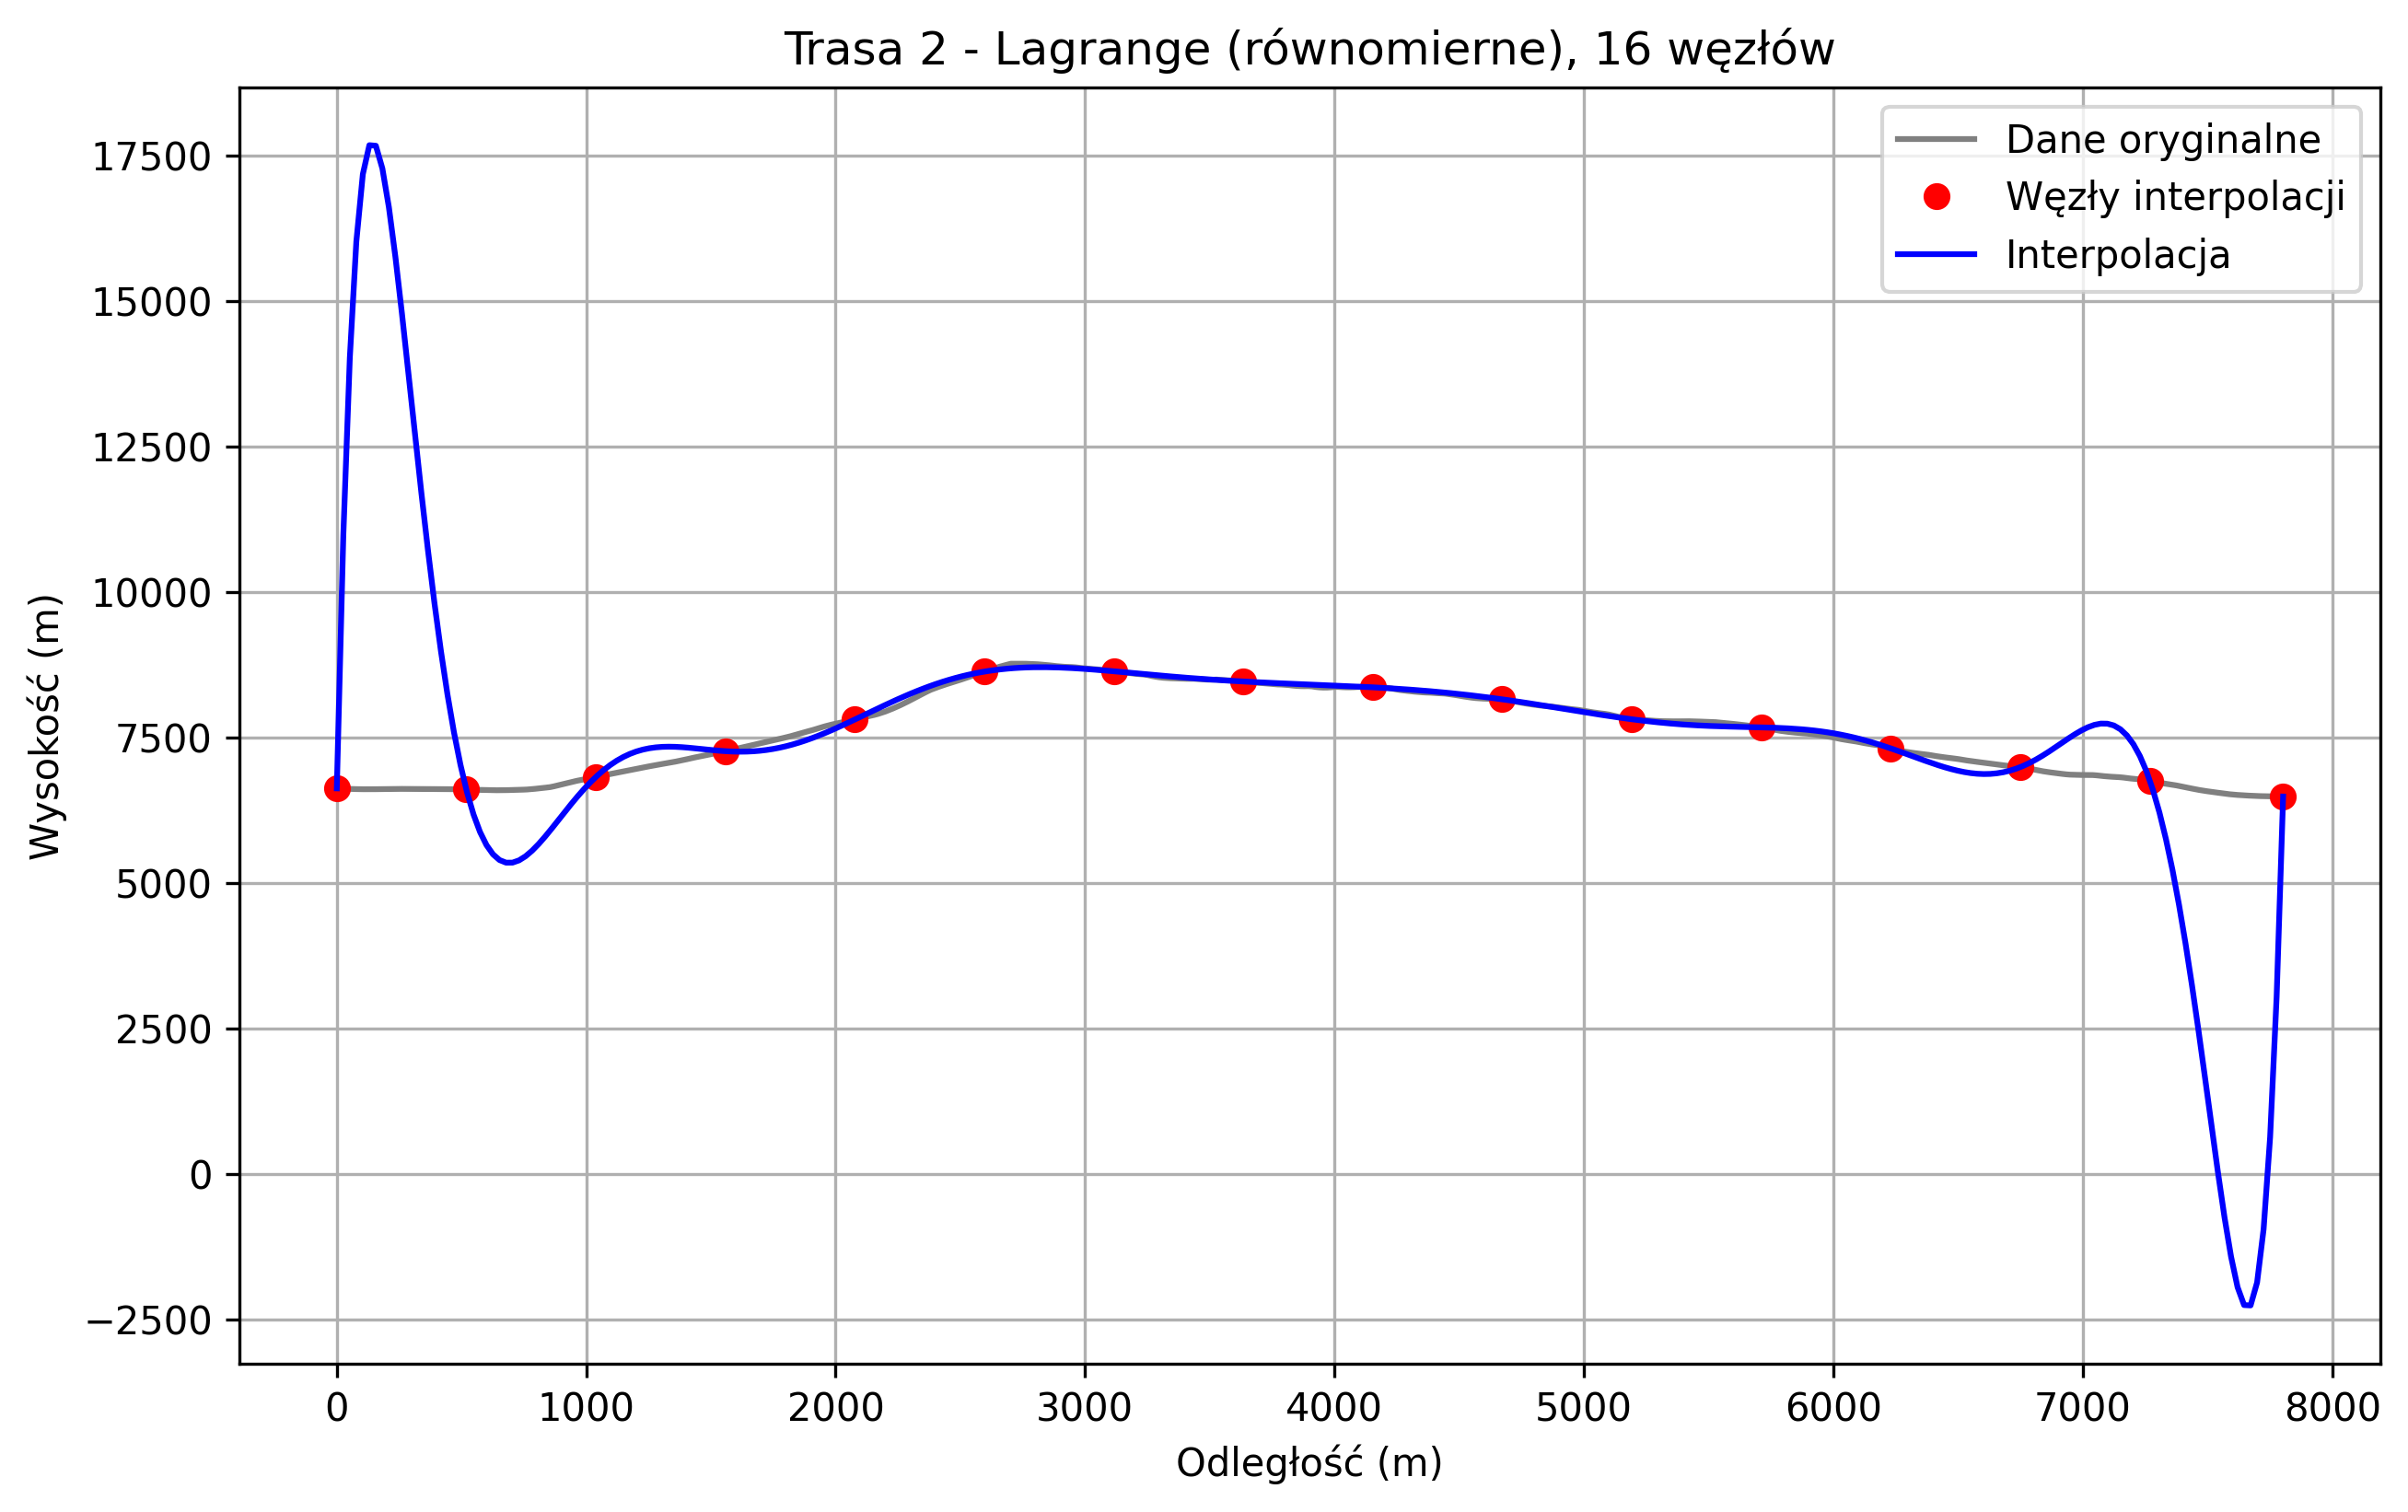 Trasa 2 - Lagrange (równomierne), 16 węzłów
Dane oryginalne
Węzły interpolacji
Interpolacja
Wysokość (m)
17500
15000
12500
10000
7500
5000
2500
0
−2500
0 1000 2000 3000 4000 5000 6000 7000 8000
Odległość (m)